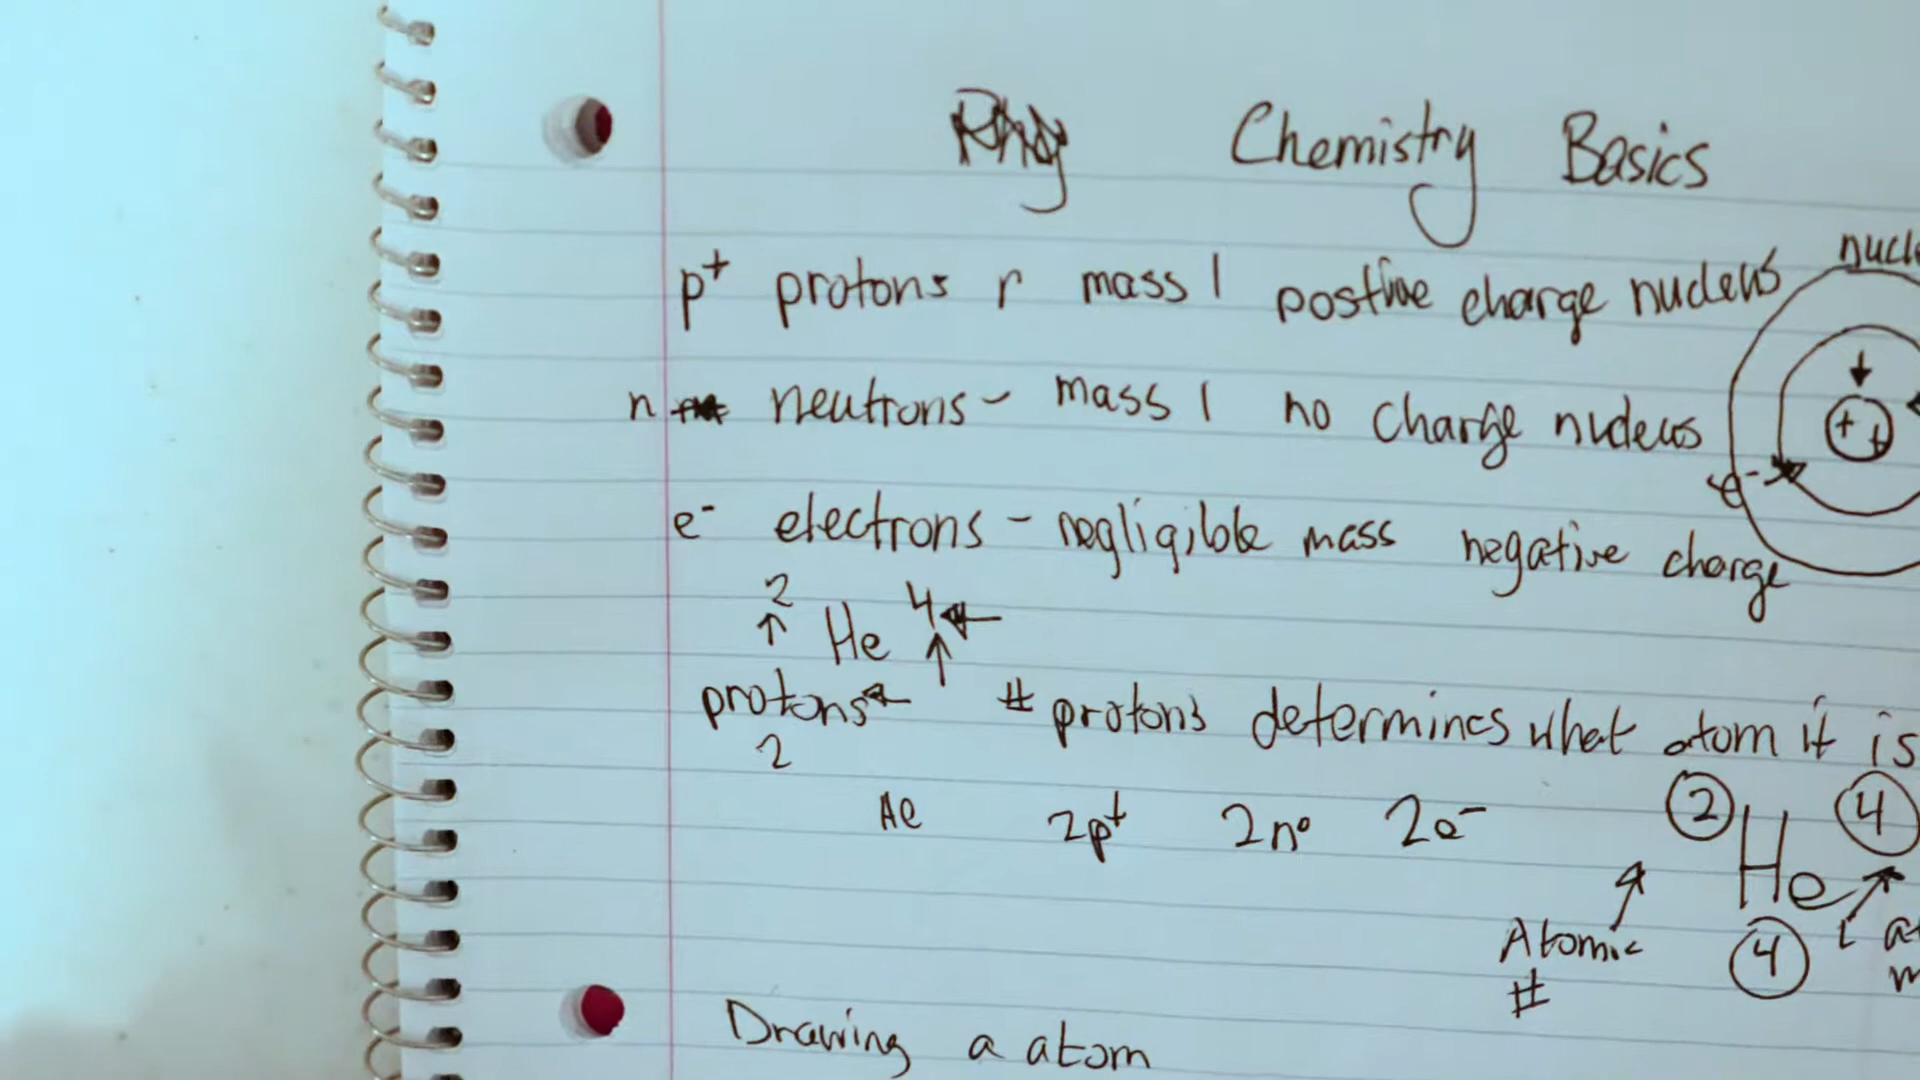 Chemistry Basics
nucl
p+ protons r mass 1 postive charge nucleus
n neutrons - mass 1 no charge nucleus
+ +
e-
e- electrons - negligible mass negative charge
2 He 4
protons # protons determines what atom it is
2
He 2p+ 2n° 2e-
2 He 4
4
Atomic
#
Drawing a atom